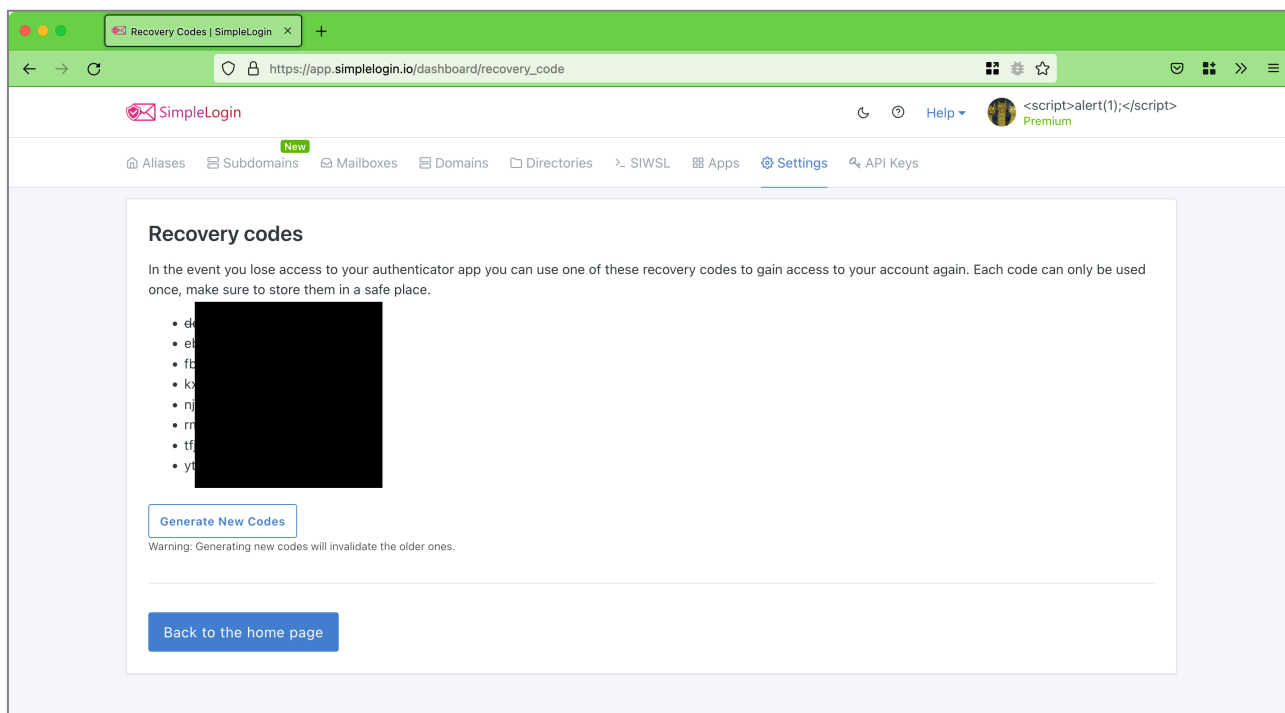 Recovery Codes | SimpleLogin
https://app.simplelogin.io/dashboard/recovery_code
SimpleLogin
Help
<script>alert(1);</script>
Premium
New
Aliases Subdomains Mailboxes Domains Directories SIWSL Apps Settings API Keys
Recovery codes
In the event you lose access to your authenticator app you can use one of these recovery codes to gain access to your account again. Each code can only be used
once, make sure to store them in a safe place.
fb
kx
nj
Generate New Codes
Warning: Generating new codes will invalidate the older ones.
Back to the home page